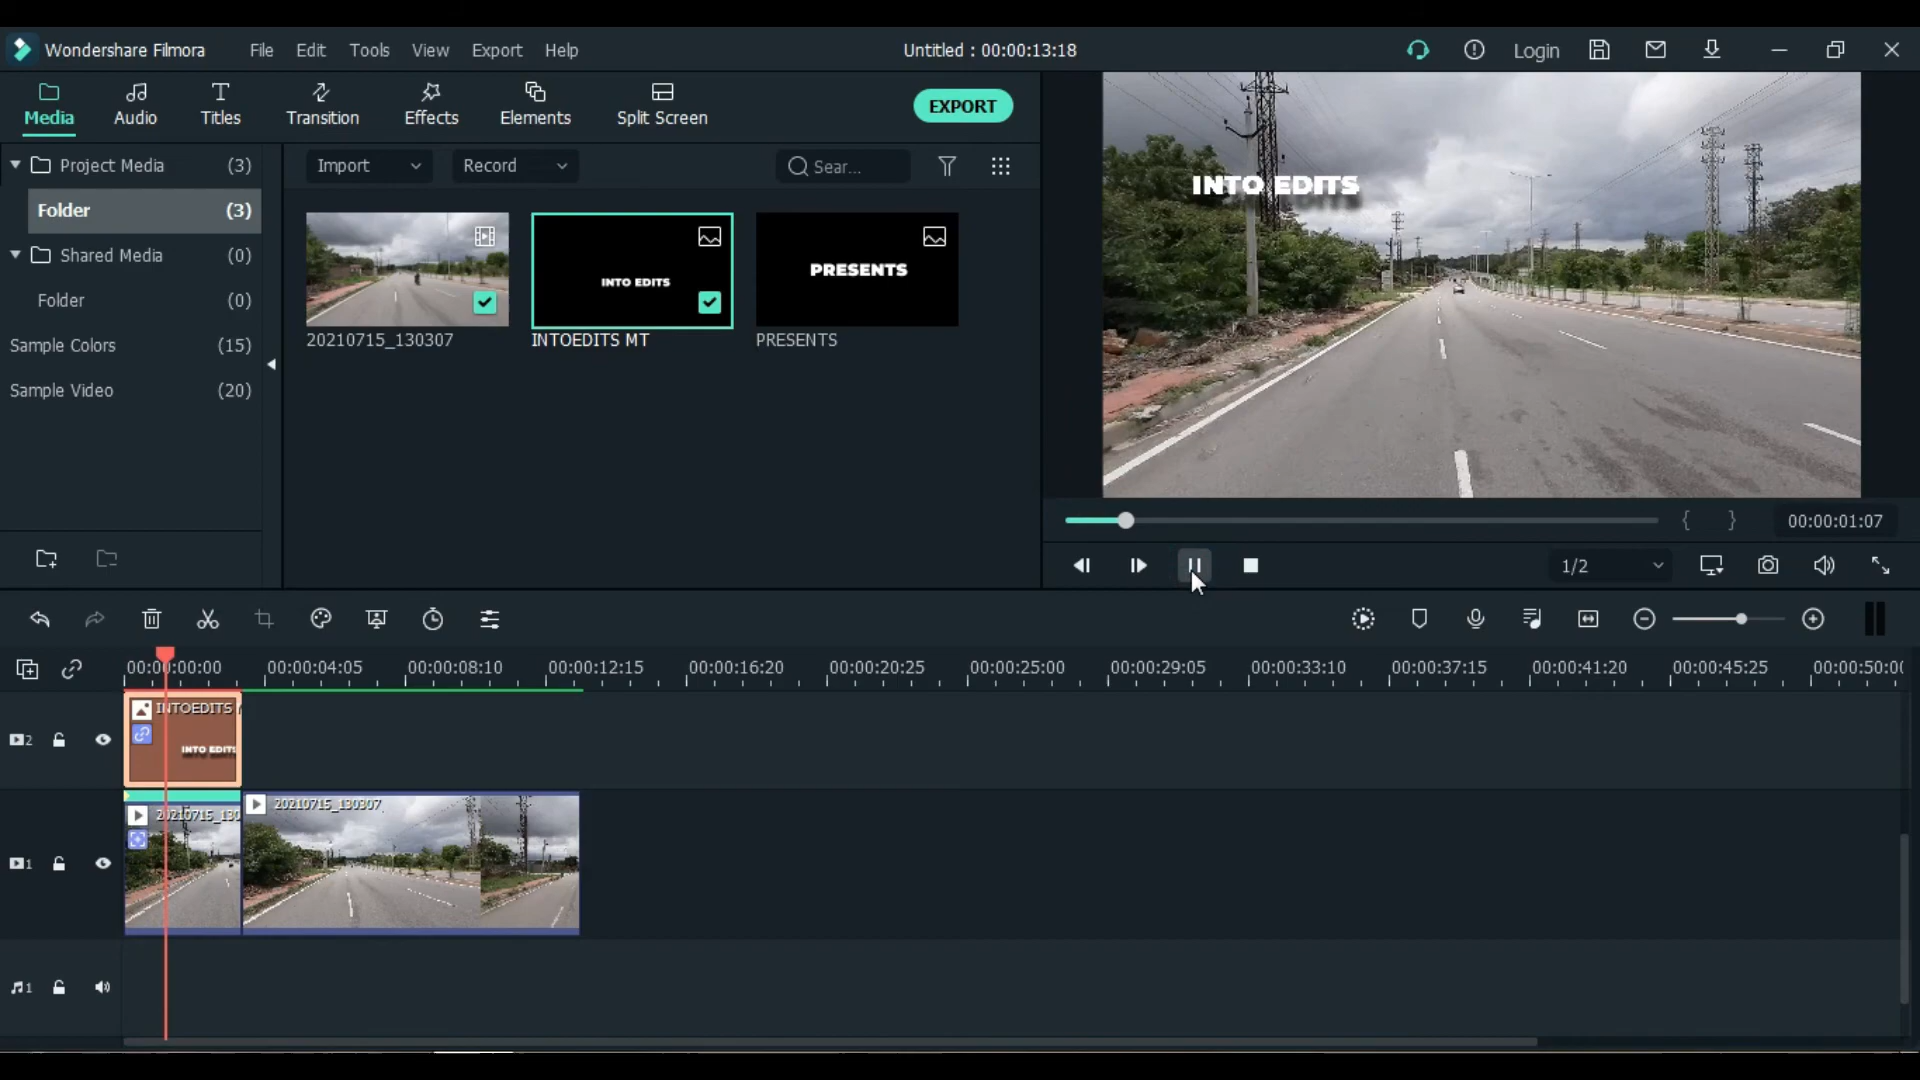 Wondershare Filmora File Edit Tools View Export Help Untitled : 00:00:13:18 Login
Media Audio Titles Transition Effects Elements Split Screen EXPORT
Project Media (3) Import Record Sear...
Folder (3)
Shared Media (0)
Folder (0)
Sample Colors (15)
Sample Video (20)
INTO EDITS
PRESENTS
20210715_130307 INTOEDITS MT PRESENTS
INTO EDITS
00:00:01:07
1/2
00:00:00:00 00:00:04:05 00:00:08:10 00:00:12:15 00:00:16:20 00:00:20:25 00:00:25:00 00:00:29:05 00:00:33:10 00:00:37:15 00:00:41:20 00:00:45:25 00:00:50:0
INTOEDITS
2
INTO EDITS
20210715_130 20210715_130307
1
1